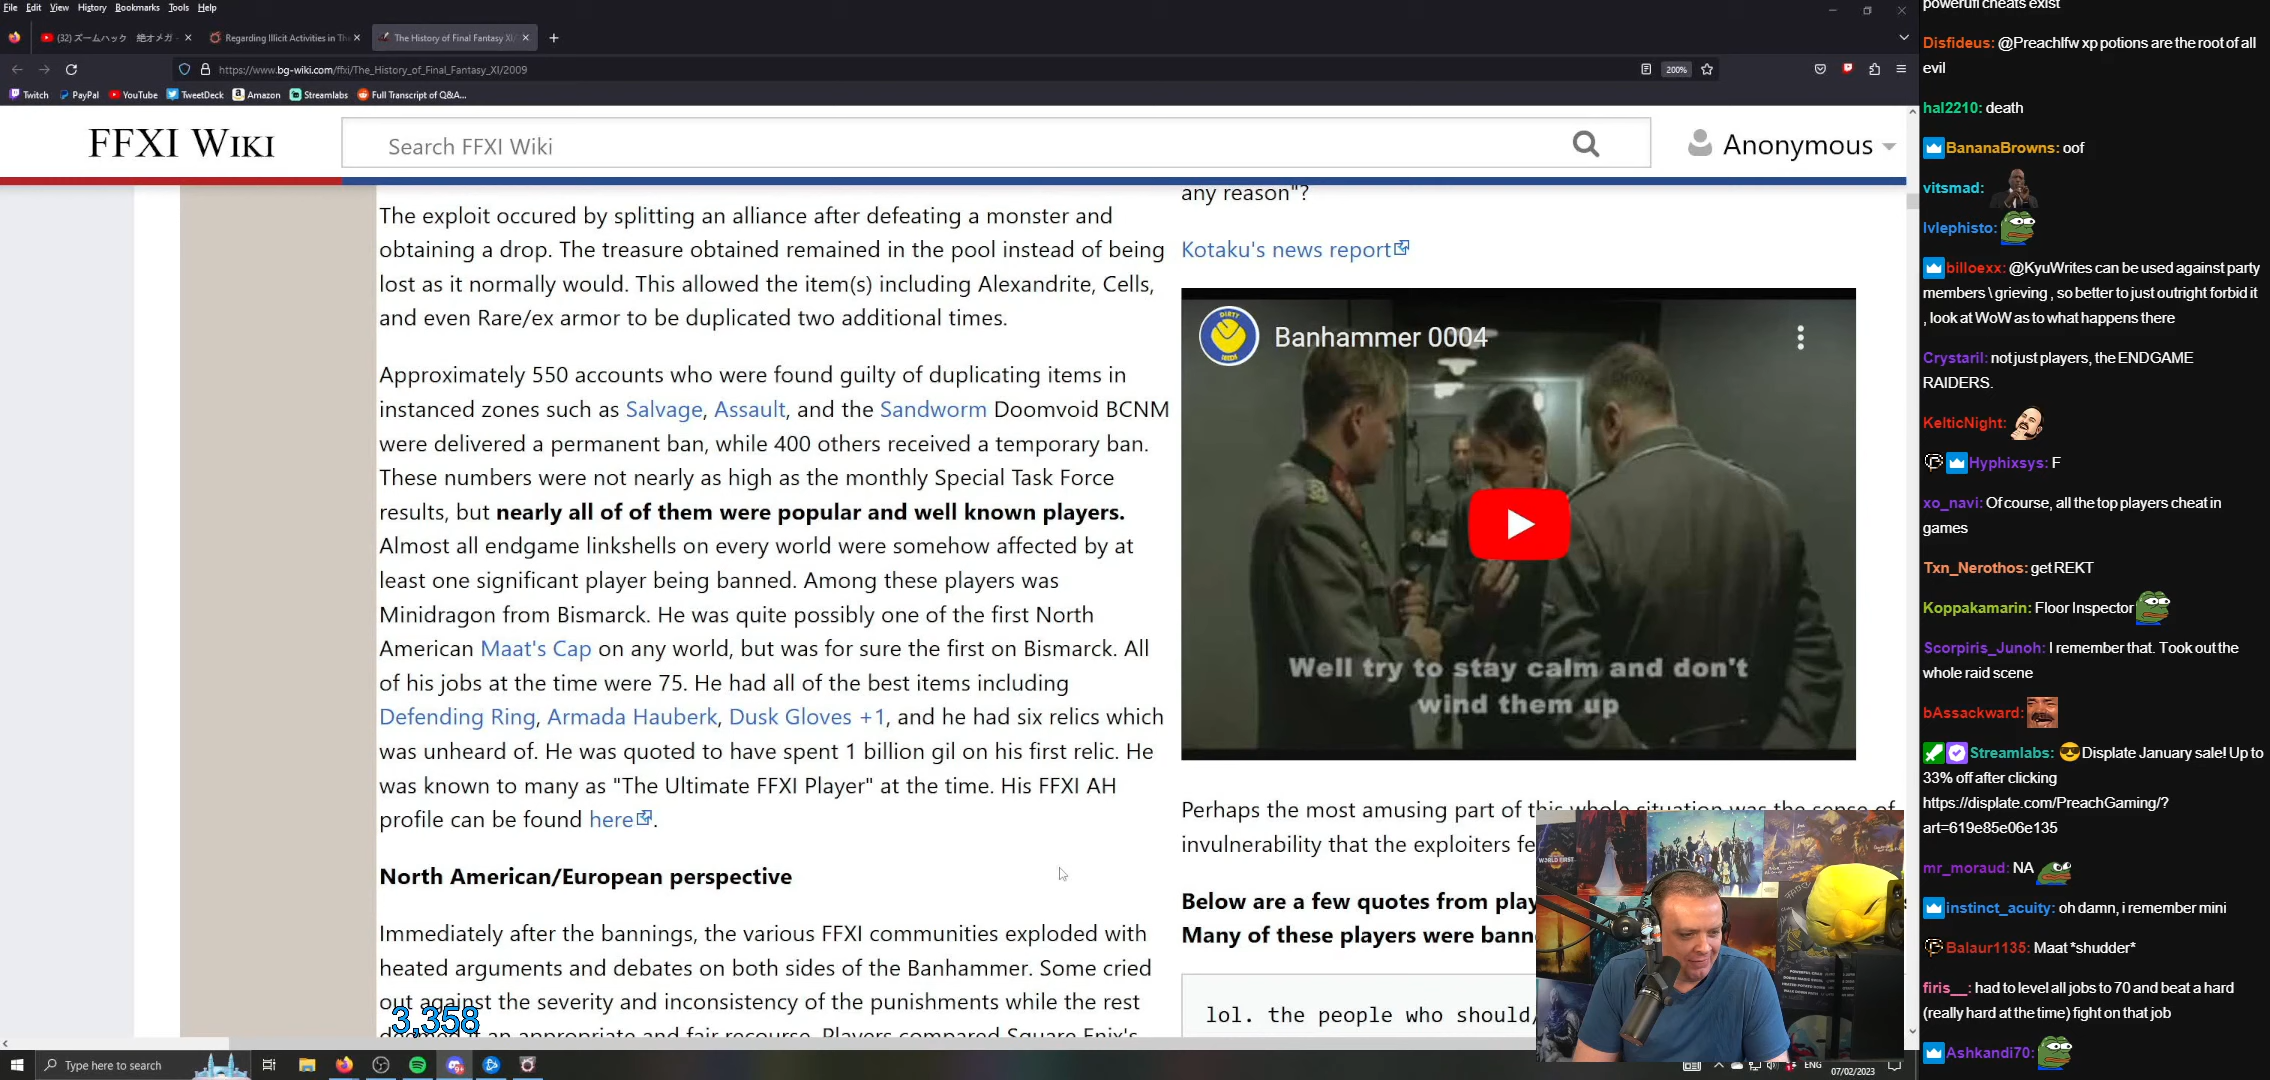 File Edit View History Bookmarks Tools Help
(32) ズームハック 絶オメガ
Regarding Illicit Activities in The
The History of Final Fantasy XI/
https://www.bg-wiki.com/ffxi/The_History_of_Final_Fantasy_XI/2009
200%
Twitch PayPal YouTube TweetDeck Amazon Streamlabs Full Transcript of Q&A...
FFXI WIKI
Search FFXI Wiki
Anonymous
The exploit occured by splitting an alliance after defeating a monster and
obtaining a drop. The treasure obtained remained in the pool instead of being
lost as it normally would. This allowed the item(s) including Alexandrite, Cells,
and even Rare/ex armor to be duplicated two additional times.
Approximately 550 accounts who were found guilty of duplicating items in
instanced zones such as Salvage, Assault, and the Sandworm Doomvoid BCNM
were delivered a permanent ban, while 400 others received a temporary ban.
These numbers were not nearly as high as the monthly Special Task Force
results, but nearly all of of them were popular and well known players.
Almost all endgame linkshells on every world were somehow affected by at
least one significant player being banned. Among these players was
Minidragon from Bismarck. He was quite possibly one of the first North
American Maat's Cap on any world, but was for sure the first on Bismarck. All
of his jobs at the time were 75. He had all of the best items including
Defending Ring, Armada Hauberk, Dusk Gloves +1, and he had six relics which
was unheard of. He was quoted to have spent 1 billion gil on his first relic. He
was known to many as "The Ultimate FFXI Player" at the time. His FFXI AH
profile can be found here.
North American/European perspective
Immediately after the bannings, the various FFXI communities exploded with
heated arguments and debates on both sides of the Banhammer. Some cried
out against the severity and inconsistency of the punishments while the rest
deemed it an appropriate and fair recourse. Players compared Square Enix's
3,358
any reason"?
Kotaku's news report
Banhammer 0004
Well try to stay calm and don't
wind them up
Perhaps the most amusing part of this whole situation was the sense of
invulnerability that the exploiters fe
Below are a few quotes from play
Many of these players were bann
lol. the people who should/
WORLD FIRST
powerufl cheats exist
Disfideus: @Preachlfw xp potions are the root of all
evil
hal2210: death
BananaBrowns: oof
vitsmad:
lvlephisto:
billoexx: @KyuWrites can be used against party
members \ grieving , so better to just outright forbid it
, look at WoW as to what happens there
Crystaril: not just players, the ENDGAME
RAIDERS.
KelticNight:
Hyphixsys: F
xo_navi: Of course, all the top players cheat in
games
Txn_Nerothos: get REKT
Koppakamarin: Floor Inspector
Scorpiris_Junoh: I remember that. Took out the
whole raid scene
bAssackward:
Streamlabs: Displate January sale! Up to
33% off after clicking
https://displate.com/PreachGaming/?
art=619e85e06e135
mr_moraud: NA
instinct_acuity: oh damn, i remember mini
Balaur1135: Maat *shudder*
firis__: had to level all jobs to 70 and beat a hard
(really hard at the time) fight on that job
Ashkandi70:
Type here to search
ENG
07/02/2023